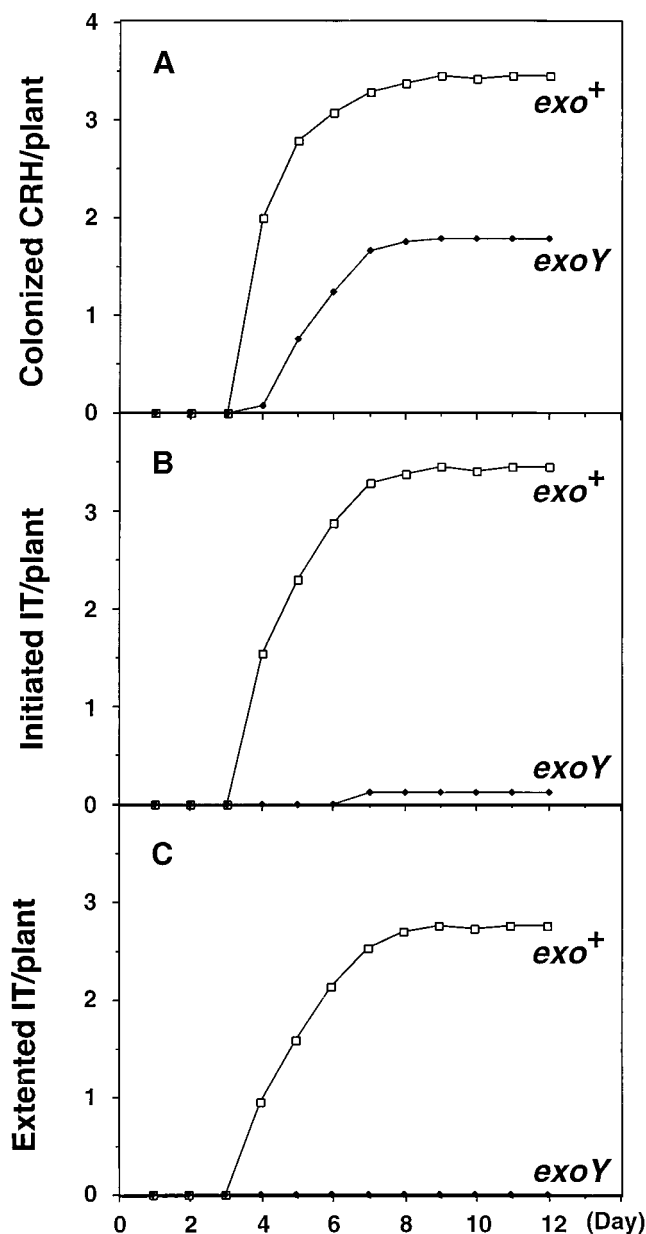 4
A
exo+
3
2
exoY
1
0
Colonized CRH/plant
B
3
exo+
2
1
exoY
0
Initiated IT/plant
C
3
exo+
2
1
exoY
0
Extented IT/plant
0 2 4 6 8 10 12 (Day)